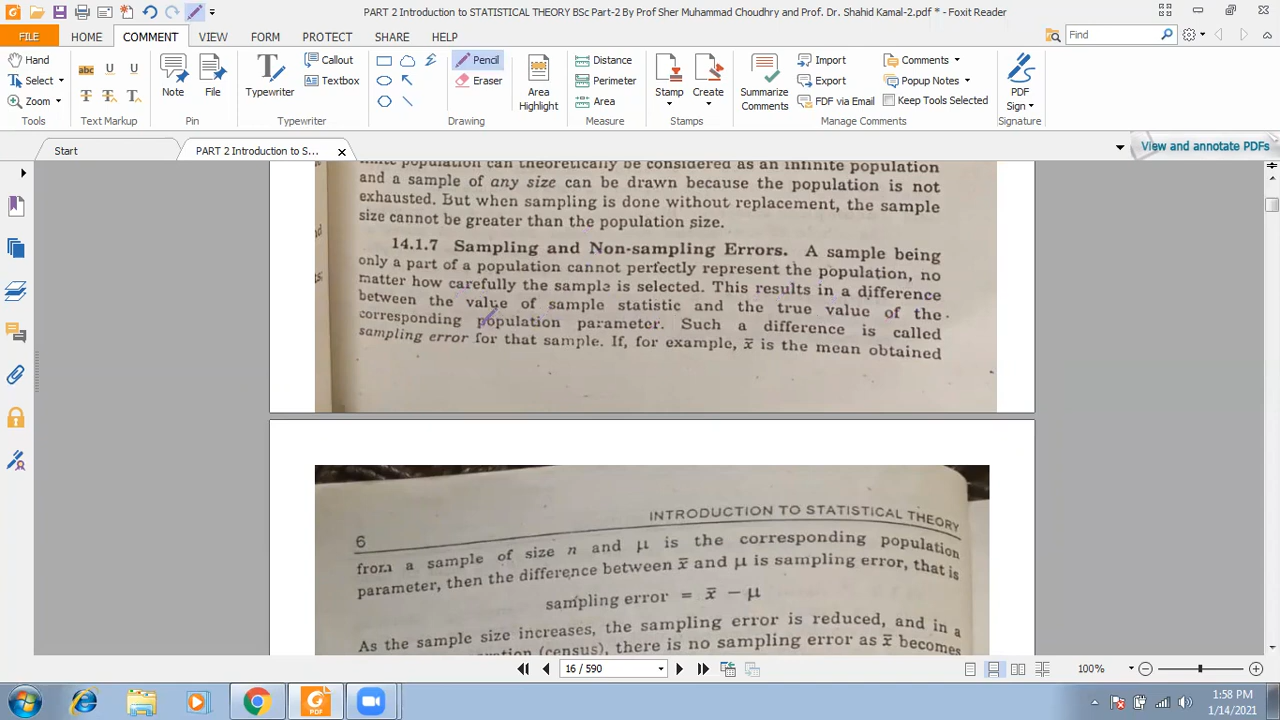 PART 2 Introduction to STATISTICAL THEORY BSc Part-2 By Prof Sher Muhammad choudry and Prof. Dr. Shahid Kamal-2.pdf * - Foxit Reader
FILE HOME COMMENT VIEW FORM PROTECT SHARE HELP Find
Hand Callout Pencil Distance Import Comments
Select Textbox Eraser Perimeter Export Popup Notes
Zoom Note File Typewriter Area Highlight Area Stamp Create Summarize Comments FDF via Email Keep Tools Selected PDF Sign
Tools Text Markup Pin Typewriter Drawing Measure Stamps Manage Comments Signature
Start PART 2 Introduction to S... View and annotate PDFs
population can theoretically be considered as an infinite population
and a sample of any size can be drawn because the population is not
exhausted. But when sampling is done without replacement, the sample
size cannot be greater than the population size.
14.1.7 Sampling and Non-sampling Errors. A sample being
only a part of a population cannot perfectly represent the population, no
matter how carefully the sample is selected. This results in a difference
between the value of sample statistic and the true value of the
corresponding population parameter. Such a difference is called
sampling error for that sample. If, for example, x̄ is the mean obtained
6 INTRODUCTION TO STATISTICAL THEORY
from a sample of size n and μ is the corresponding population
parameter, then the difference between x̄ and μ is sampling error, that is
sampling error = x̄ − μ
As the sample size increases, the sampling error is reduced, and in a
(census), there is no sampling error as x̄ becomes
16 / 590 100%
1:58 PM
1/14/2021